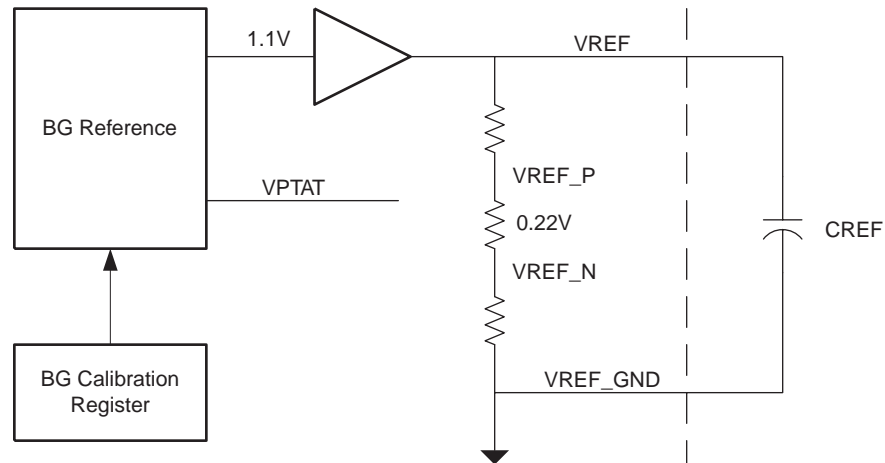 1.1V
VREF
BG Reference
VREF_P
VPTAT
0.22V
CREF
VREF_N
BG Calibration
Register
VREF_GND